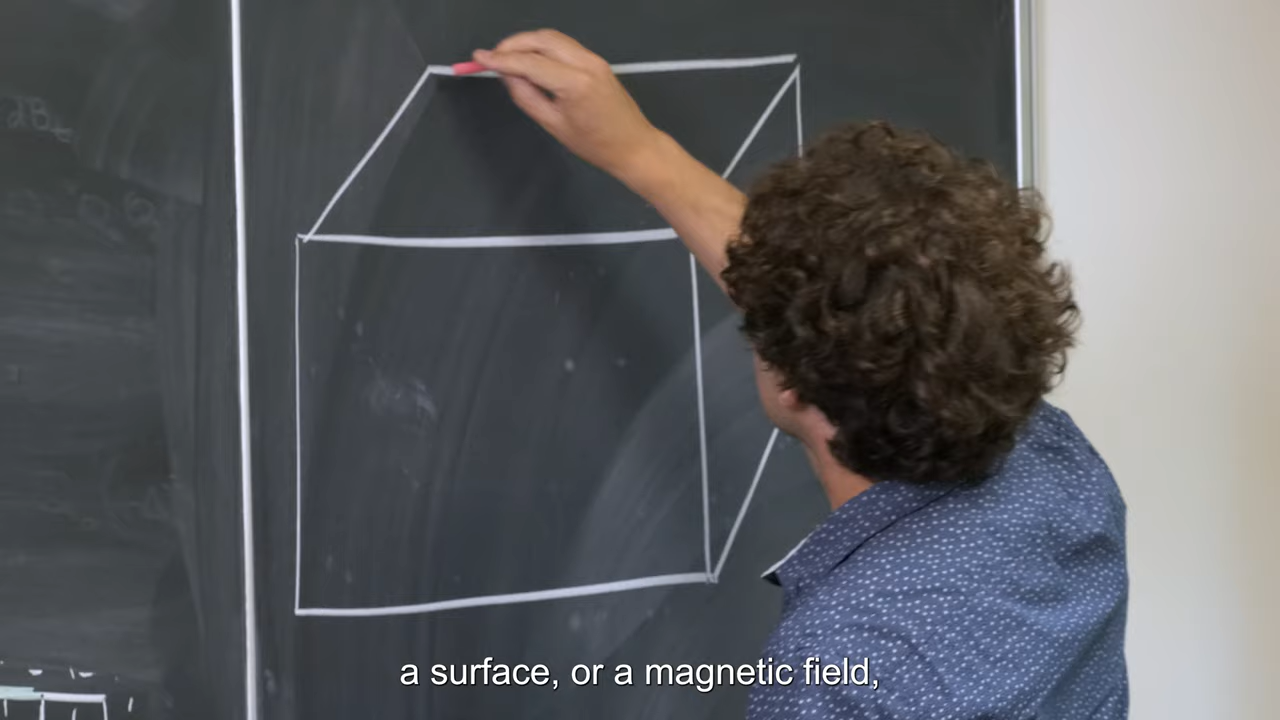 a surface, or a magnetic field,